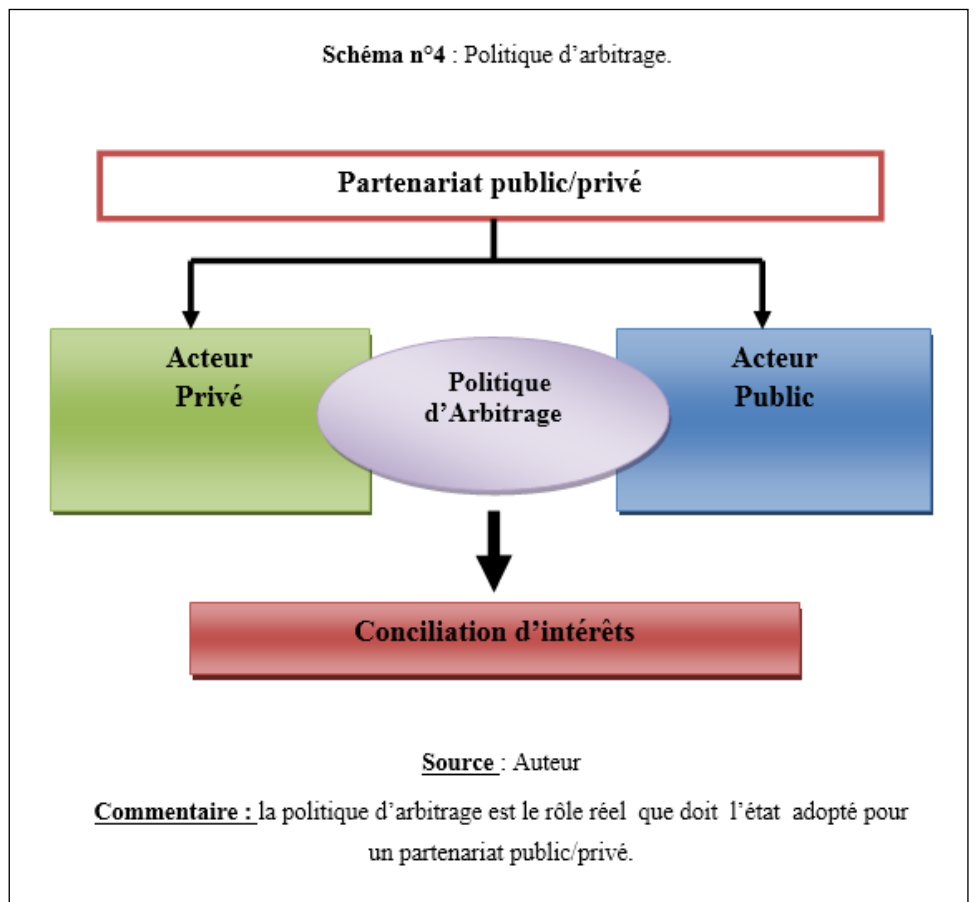 Schéma n°4 : Politique d’arbitrage.
Partenariat public/privé
Acteur
Privé
Politique
d’Arbitrage
Acteur
Public
Conciliation d’intérêts
Source : Auteur
Commentaire : la politique d’arbitrage est le rôle réel que doit l’état adopté pour
un partenariat public/privé.